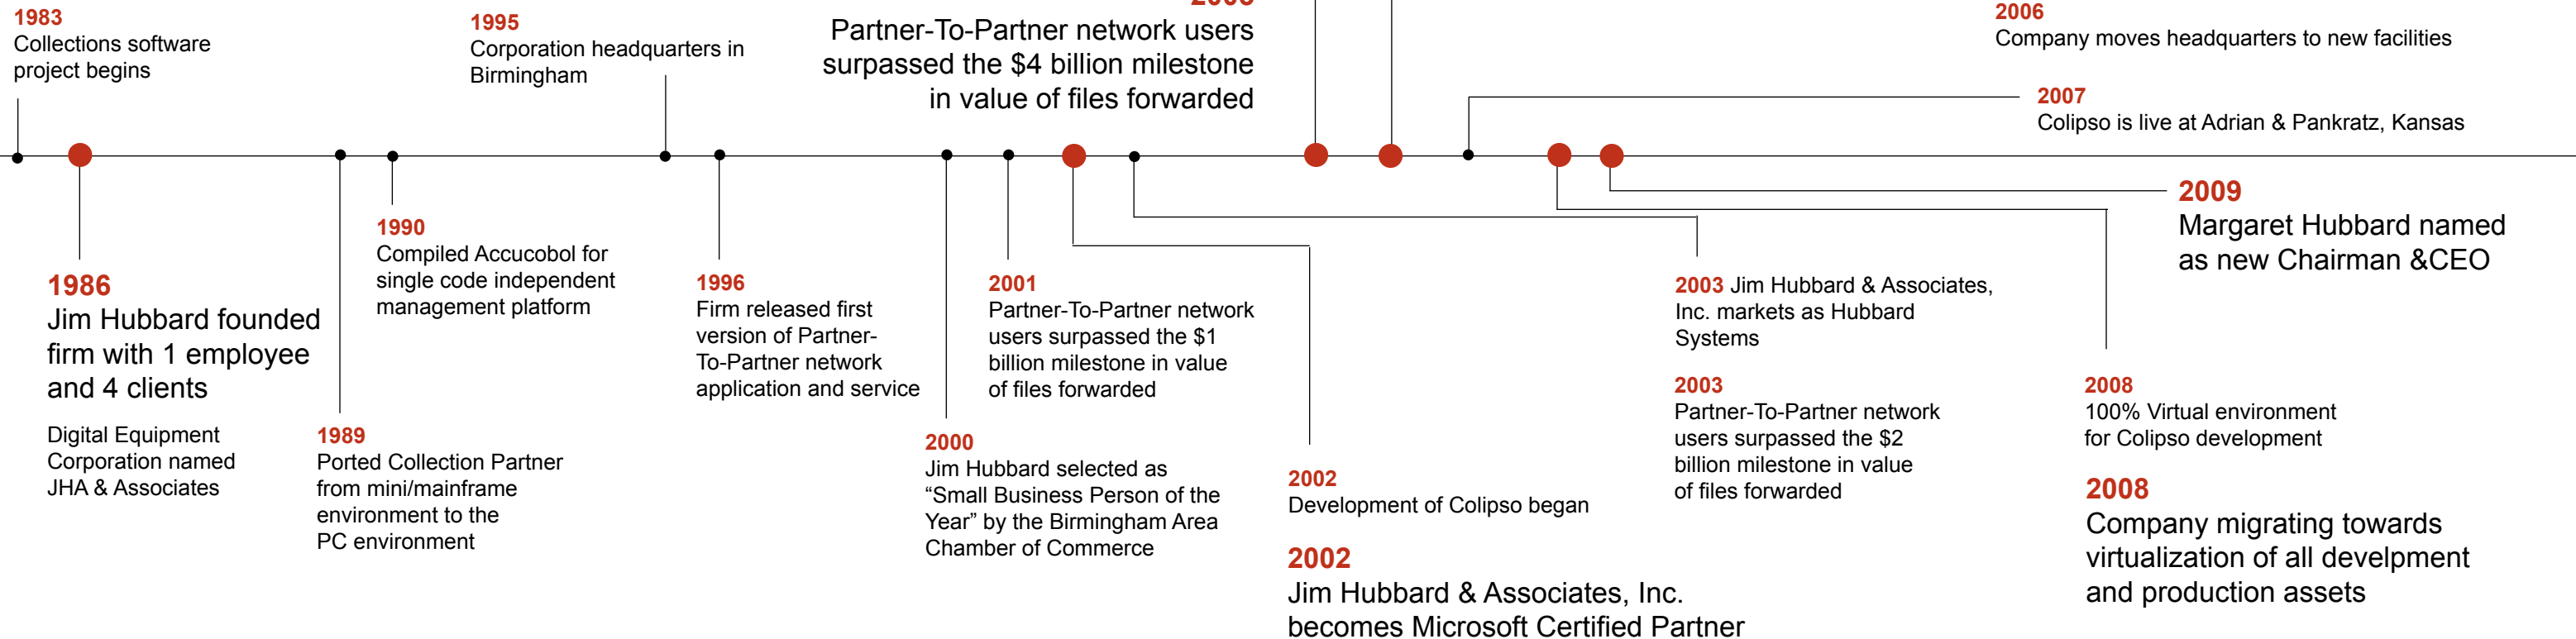 1983
Collections software
project begins
1995
Corporation headquarters in
Birmingham
Partner-To-Partner network users
surpassed the $4 billion milestone
in value of files forwarded
2006
Company moves headquarters to new facilities
2007
Colipso is live at Adrian & Pankratz, Kansas
1986
Jim Hubbard founded
firm with 1 employee
and 4 clients
Digital Equipment
Corporation named
JHA & Associates
1989
Ported Collection Partner
from mini/mainframe
environment to the
PC environment
1990
Compiled Accucobol for
single code independent
management platform
1996
Firm released first
version of Partner-
To-Partner network
application and service
2000
Jim Hubbard selected as
“Small Business Person of the
Year” by the Birmingham Area
Chamber of Commerce
2001
Partner-To-Partner network
users surpassed the $1
billion milestone in value
of files forwarded
2002
Development of Colipso began
2002
Jim Hubbard & Associates, Inc.
becomes Microsoft Certified Partner
2003 Jim Hubbard & Associates,
Inc. markets as Hubbard
Systems
2003
Partner-To-Partner network
users surpassed the $2
billion milestone in value
of files forwarded
2008
100% Virtual environment
for Colipso development
2008
Company migrating towards
virtualization of all develpment
and production assets
2009
Margaret Hubbard named
as new Chairman &CEO